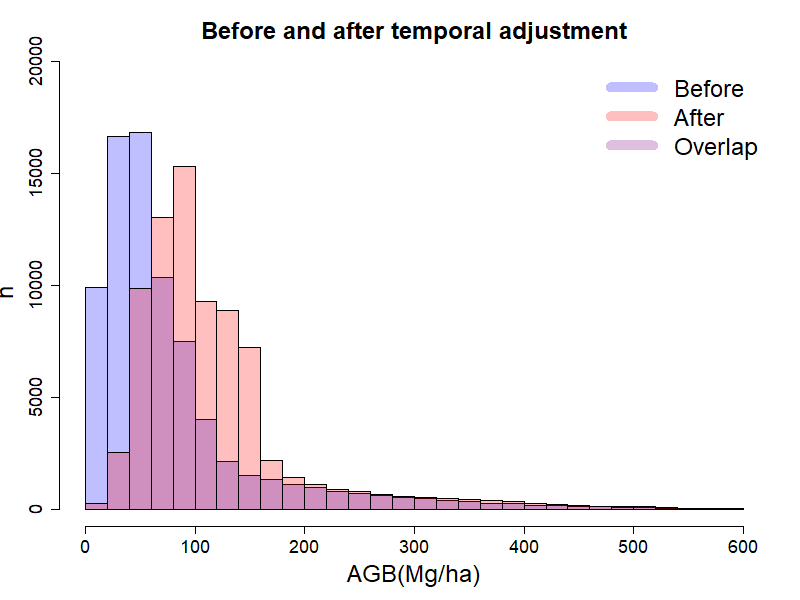 Before and after temporal adjustment
Before
After
Overlap
20000
15000
10000
5000
0
n
0 100 200 300 400 500 600
AGB(Mg/ha)